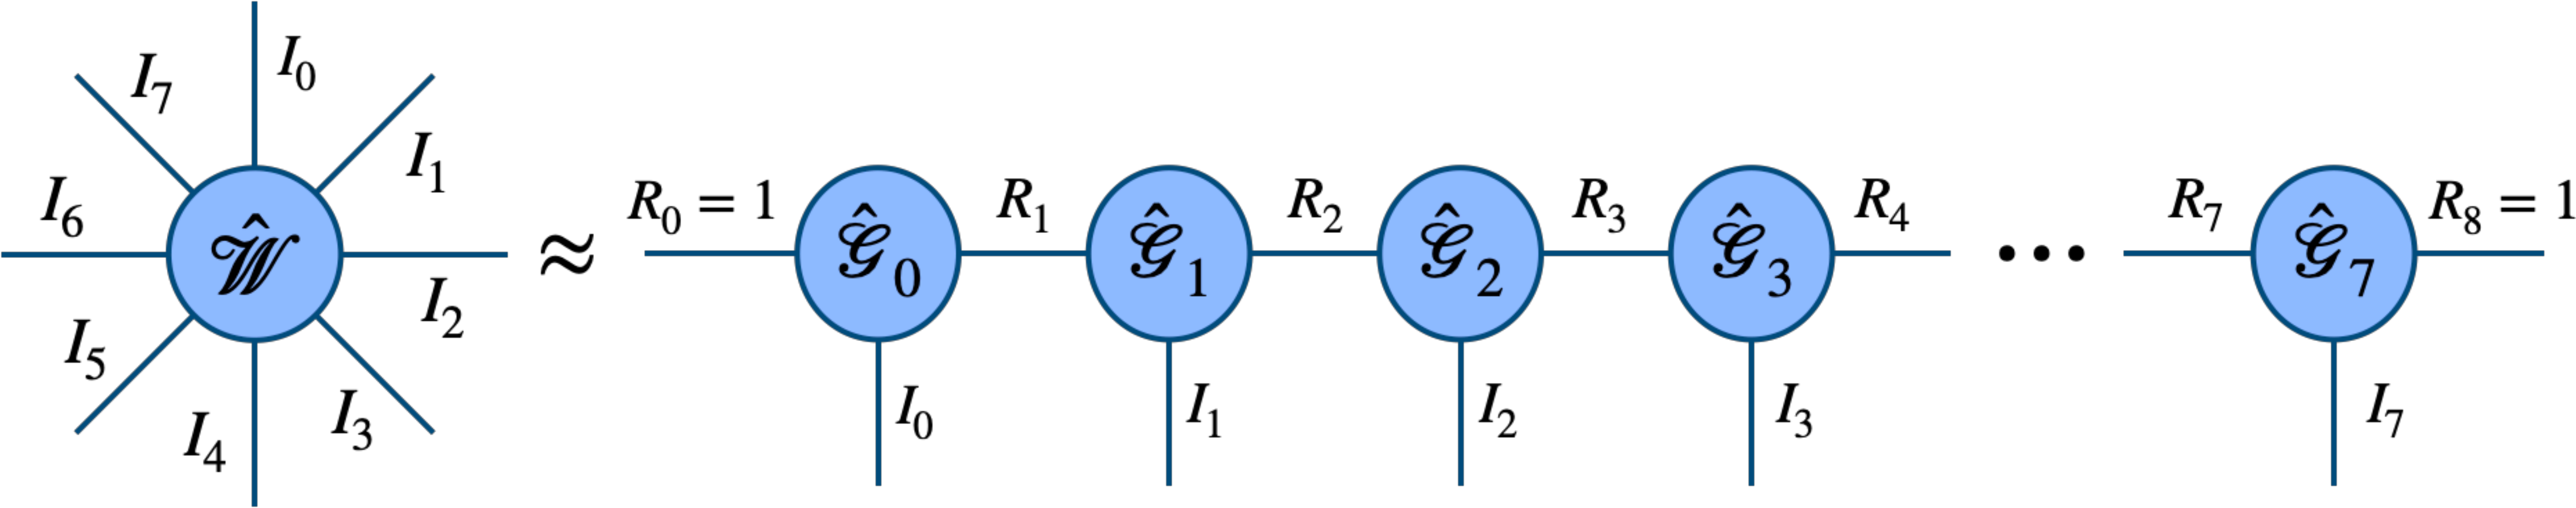 I₀
I₇
I₁
I₆
Ŵ
I₂
I₅
I₃
I₄
≈
R₀ = 1 R₁ R₂ R₃ R₄ ··· R₇ R₈ = 1
𝒢̂₀ 𝒢̂₁ 𝒢̂₂ 𝒢̂₃ 𝒢̂₇
I₀ I₁ I₂ I₃ I₇